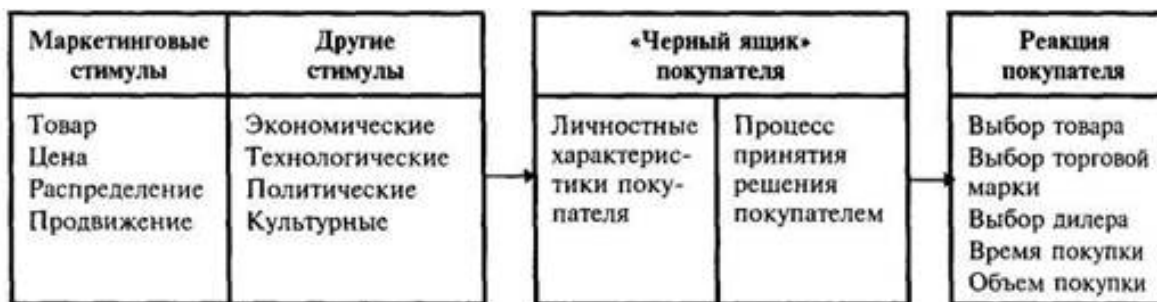 Маркетинговые
стимулы
Другие
стимулы
«Черный ящик»
покупателя
Реакция
покупателя
Товар
Цена
Распределение
Продвижение
Экономические
Технологические
Политические
Культурные
Личностные
характерис-
тики поку-
пателя
Процесс
принятия
решения
покупателем
Выбор товара
Выбор торговой
марки
Выбор дилера
Время покупки
Объем покупки